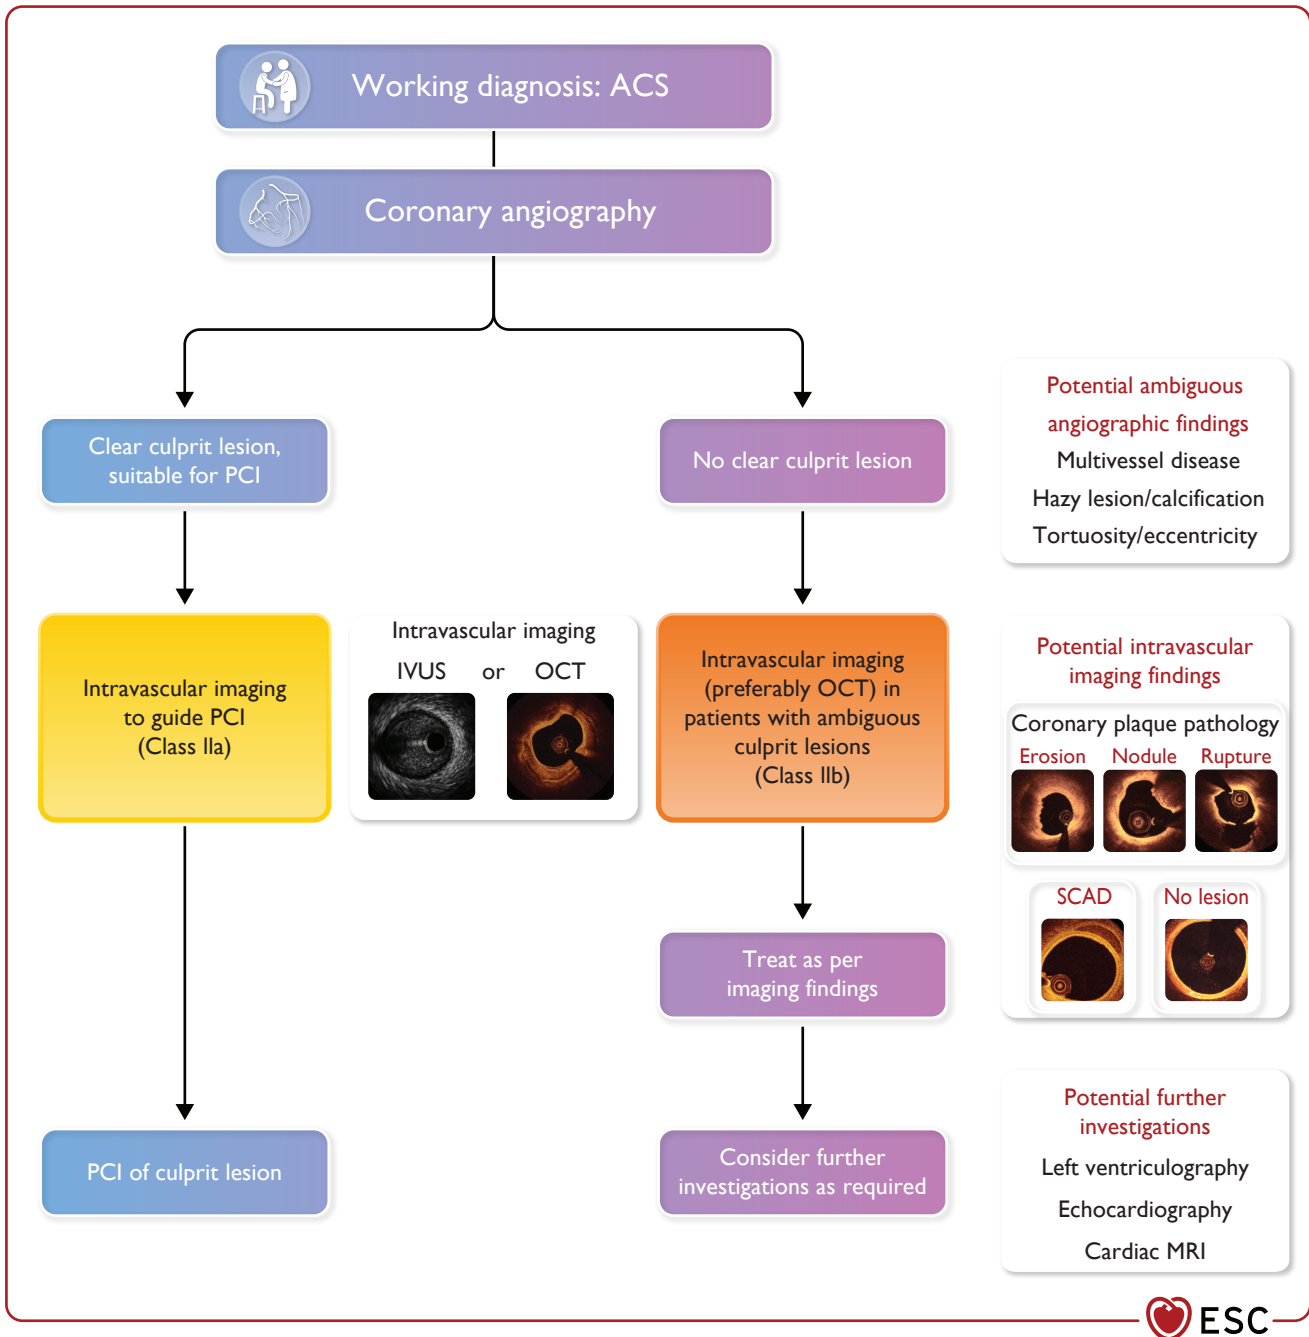 Working diagnosis: ACS
Coronary angiography
Clear culprit lesion,
suitable for PCI
No clear culprit lesion
Potential ambiguous
angiographic findings
Multivessel disease
Hazy lesion/calcification
Tortuosity/eccentricity
Intravascular imaging
to guide PCI
(Class IIa)
Intravascular imaging
IVUS or OCT
Intravascular imaging
(preferably OCT) in
patients with ambiguous
culprit lesions
(Class IIb)
Potential intravascular
imaging findings
Coronary plaque pathology
Erosion Nodule Rupture
SCAD No lesion
Treat as per
imaging findings
PCI of culprit lesion
Consider further
investigations as required
Potential further
investigations
Left ventriculography
Echocardiography
Cardiac MRI
ESC